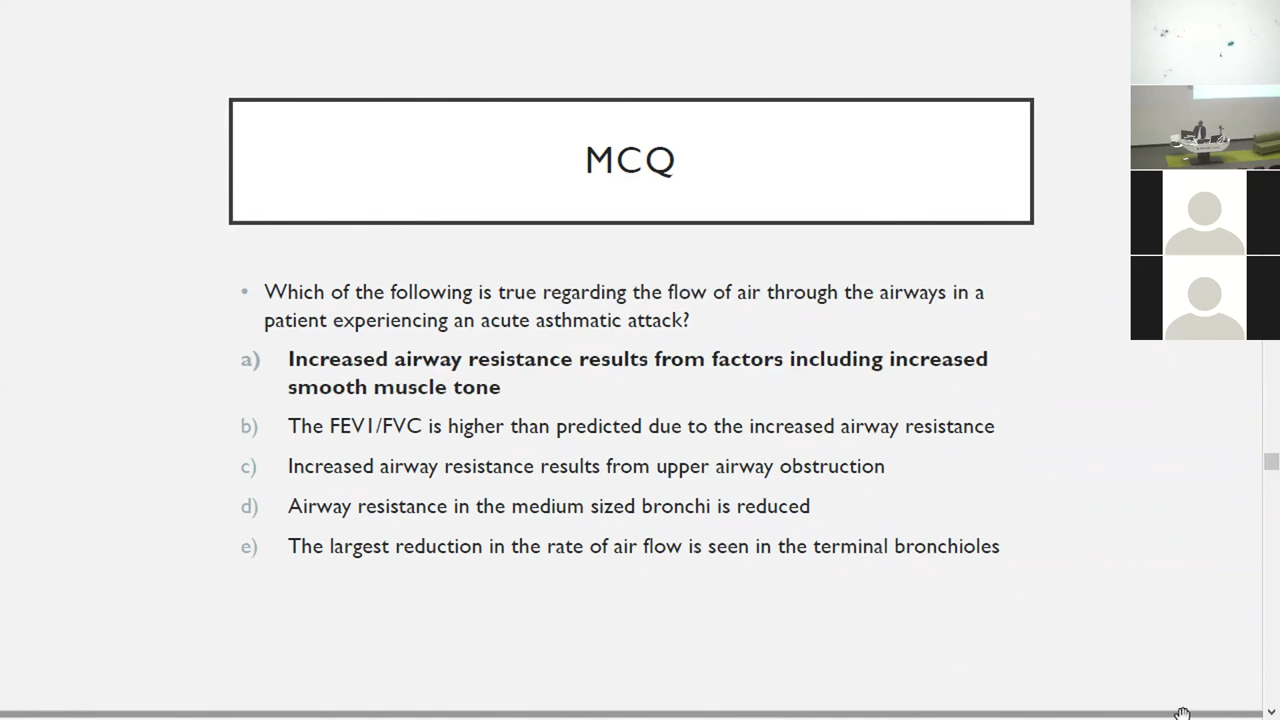 MCQ
• Which of the following is true regarding the flow of air through the airways in a
patient experiencing an acute asthmatic attack?
a) Increased airway resistance results from factors including increased
smooth muscle tone
b) The FEV1/FVC is higher than predicted due to the increased airway resistance
c) Increased airway resistance results from upper airway obstruction
d) Airway resistance in the medium sized bronchi is reduced
e) The largest reduction in the rate of air flow is seen in the terminal bronchioles